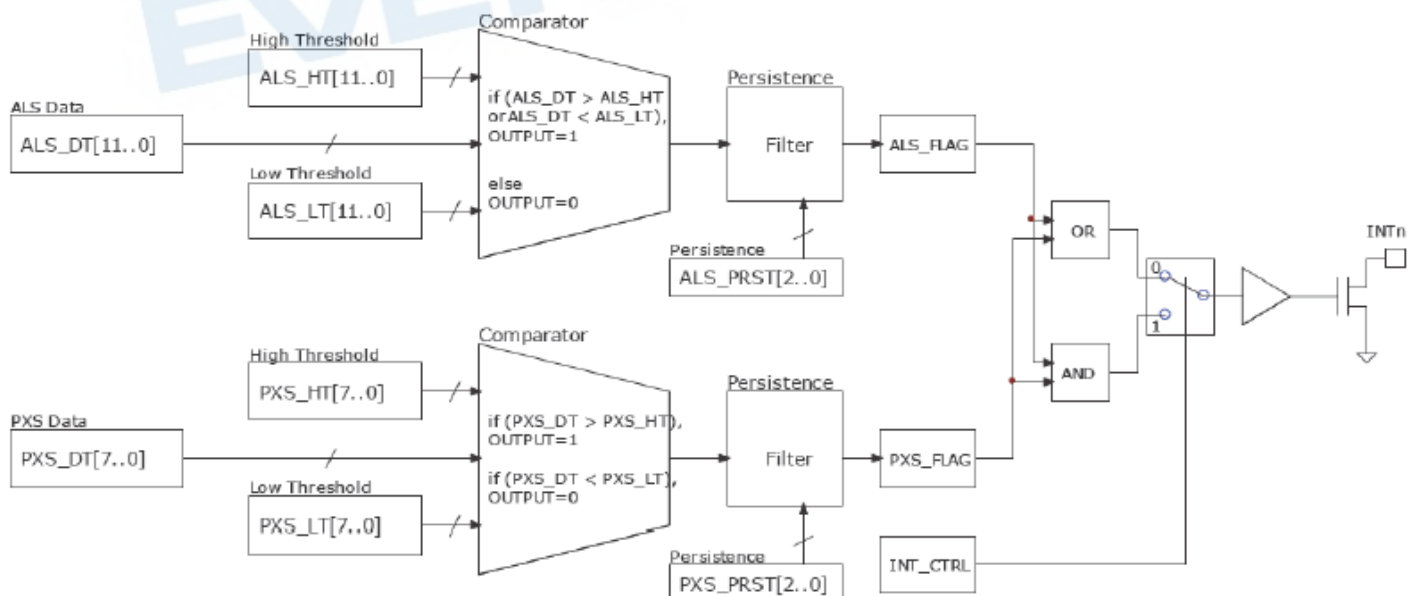 Comparator
High Threshold
ALS_HT[11..0]
ALS Data
ALS_DT[11..0]
Low Threshold
ALS_LT[11..0]
if (ALS_DT > ALS_HT
orALS_DT < ALS_LT),
OUTPUT=1
else
OUTPUT=0
Persistence
Filter
Persistence
ALS_PRST[2..0]
ALS_FLAG
OR
0
1
INTn
AND
Comparator
High Threshold
PXS_HT[7..0]
PXS Data
PXS_DT[7..0]
Low Threshold
PXS_LT[7..0]
if (PXS_DT > PXS_HT),
OUTPUT=1
if (PXS_DT < PXS_LT),
OUTPUT=0
Persistence
Filter
Persistence
PXS_PRST[2..0]
PXS_FLAG
INT_CTRL